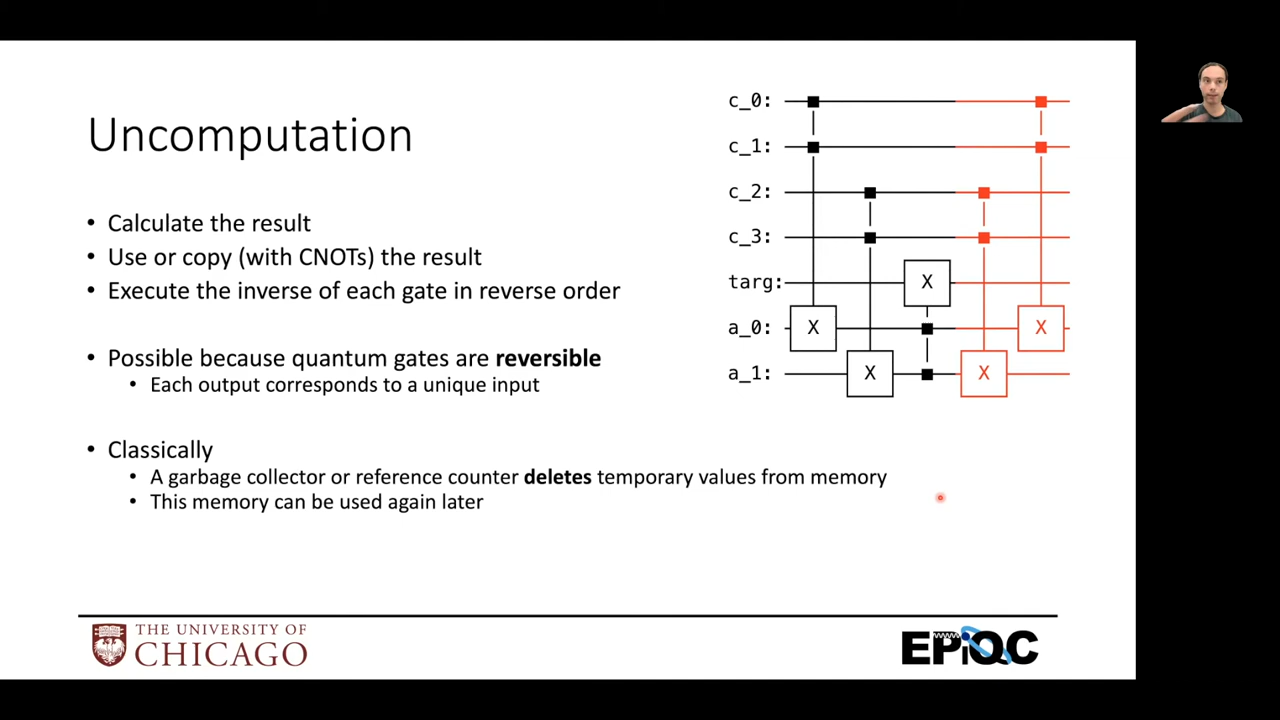 Uncomputation
• Calculate the result
• Use or copy (with CNOTs) the result
• Execute the inverse of each gate in reverse order
• Possible because quantum gates are reversible
• Each output corresponds to a unique input
• Classically
• A garbage collector or reference counter deletes temporary values from memory
• This memory can be used again later
c_0:
c_1:
c_2:
c_3:
targ: X
a_0: X X
a_1: X X
THE UNIVERSITY OF
CHICAGO
EPiQC